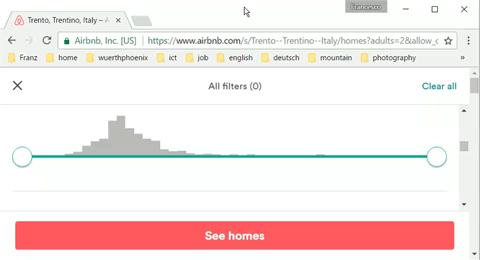 Francesco
Trento, Trentino, Italy – A
Airbnb, Inc. [US] https://www.airbnb.com/s/Trento--Trentino--Italy/homes?adults=2&allow_c
Franz home wuerthphoenix ict job english deutsch mountain photography »
All filters (0) Clear all
See homes